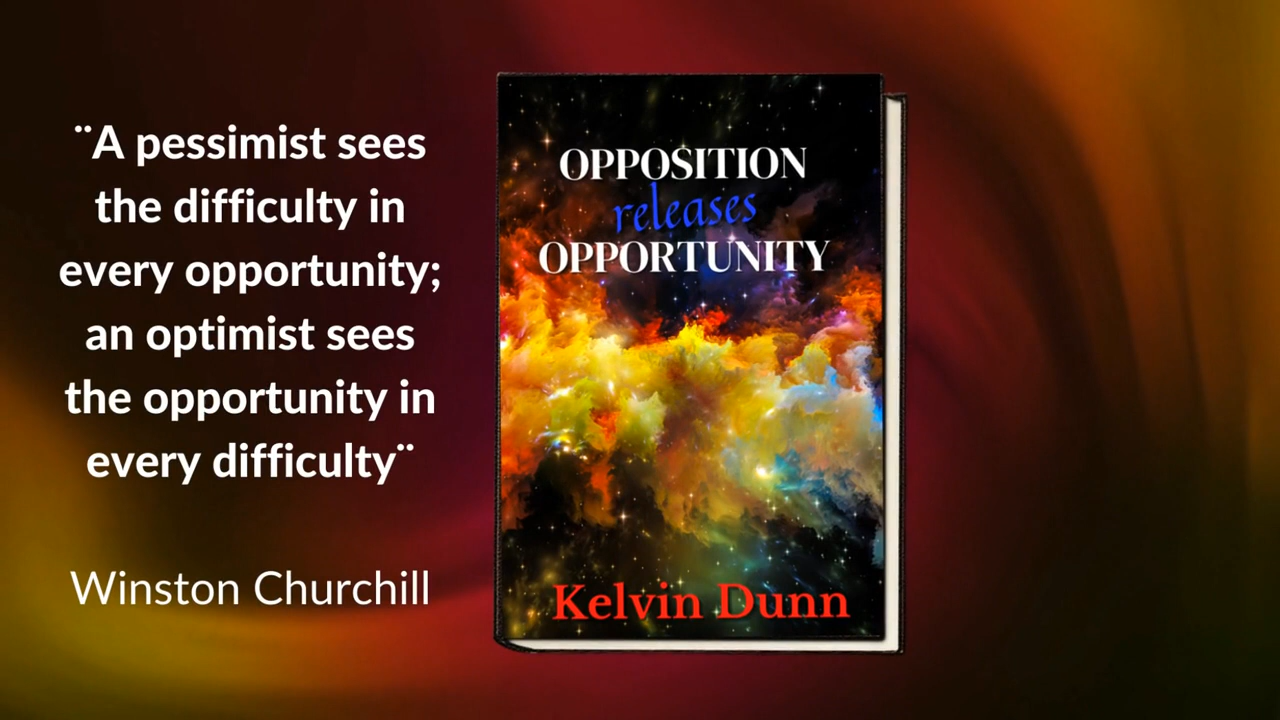 ¨A pessimist sees
the difficulty in
every opportunity;
an optimist sees
the opportunity in
every difficulty¨
Winston Churchill
OPPOSITION
releases
OPPORTUNITY
Kelvin Dunn